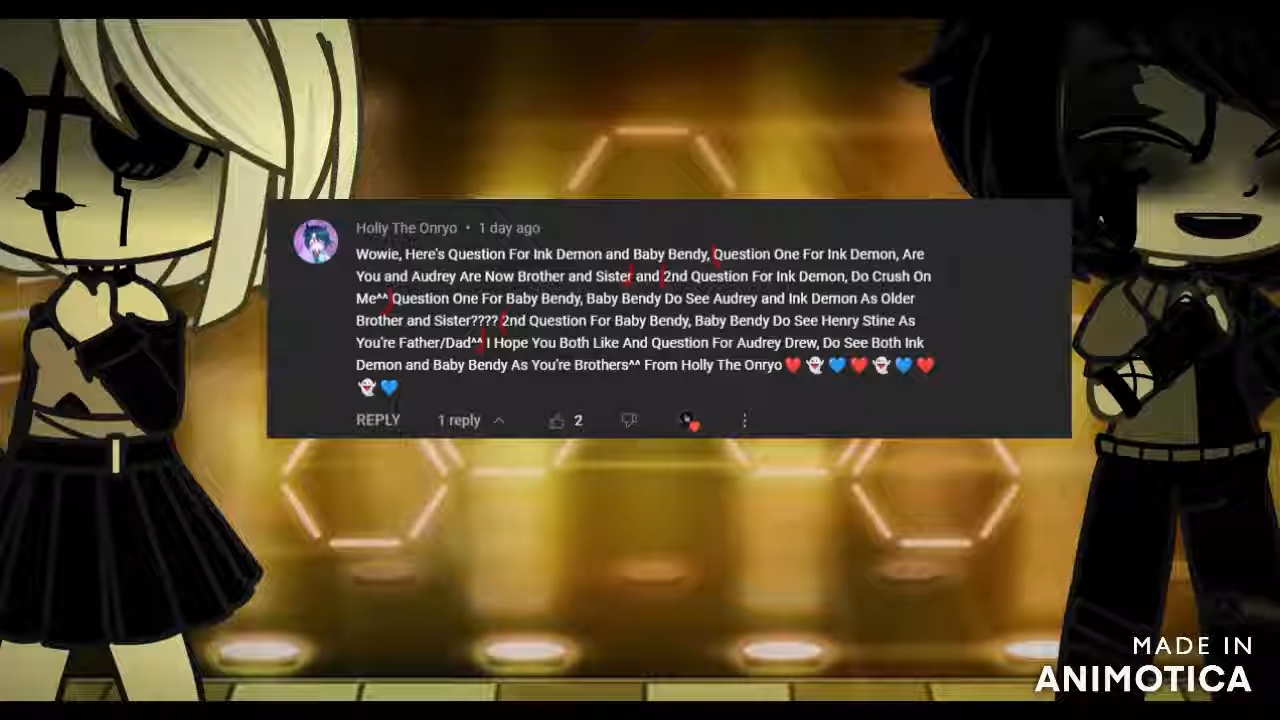 Holly The Onryo • 1 day ago
Wowie, Here's Question For Ink Demon and Baby Bendy, Question One For Ink Demon, Are
You and Audrey Are Now Brother and Sister and 2nd Question For Ink Demon, Do Crush On
Me^^ Question One For Baby Bendy, Baby Bendy Do See Audrey and Ink Demon As Older
Brother and Sister???? 2nd Question For Baby Bendy, Baby Bendy Do See Henry Stine As
You're Father/Dad^^ I Hope You Both Like And Question For Audrey Drew, Do See Both Ink
Demon and Baby Bendy As You're Brothers^^ From Holly The Onryo❤️ 👻 💙 ❤️ 👻 💙 ❤️
👻 💙
REPLY 1 reply 2
MADE IN
ANIMOTICA